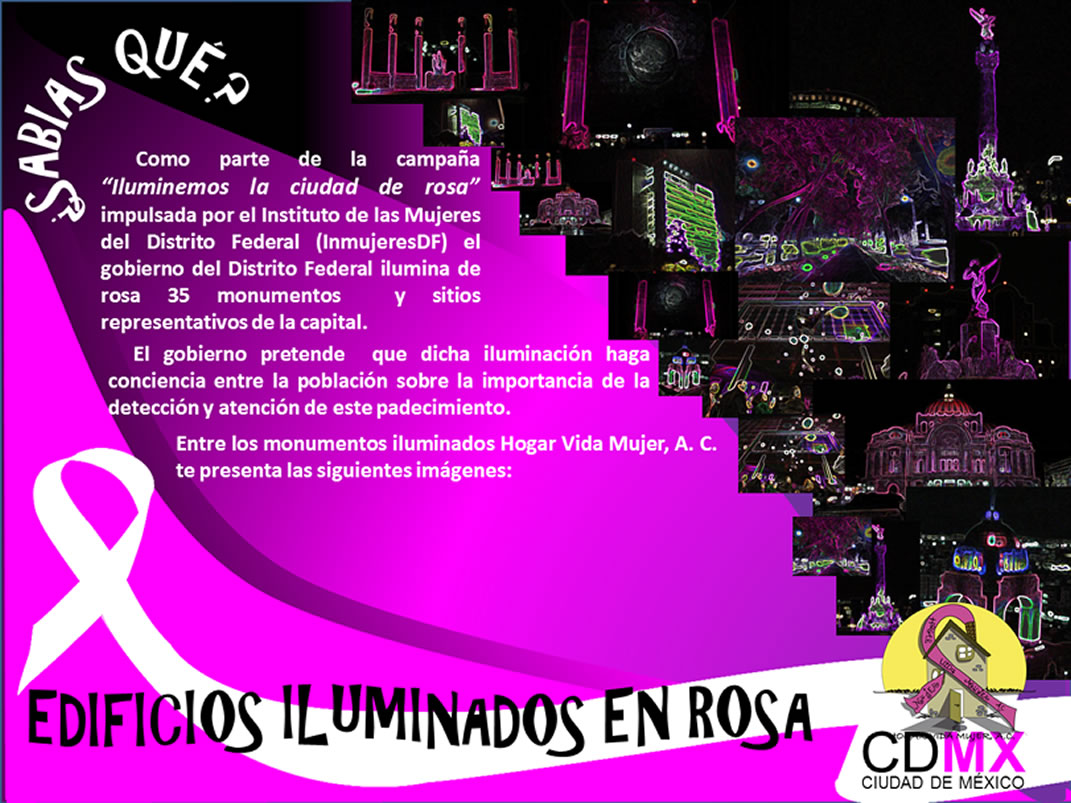 ¿SABIAS QUÉ?
Como parte de la campaña
“Iluminemos la ciudad de rosa”
impulsada por el Instituto de las Mujeres
del Distrito Federal (InmujeresDF) el
gobierno del Distrito Federal ilumina de
rosa 35 monumentos y sitios
representativos de la capital.
El gobierno pretende que dicha iluminación haga
conciencia entre la población sobre la importancia de la
detección y atención de este padecimiento.
Entre los monumentos iluminados Hogar Vida Mujer, A. C.
te presenta las siguientes imágenes:
EDIFICIOS ILUMINADOS EN ROSA
HOGAR VIDA MUJER, A.C.
CDMX
CIUDAD DE MÉXICO